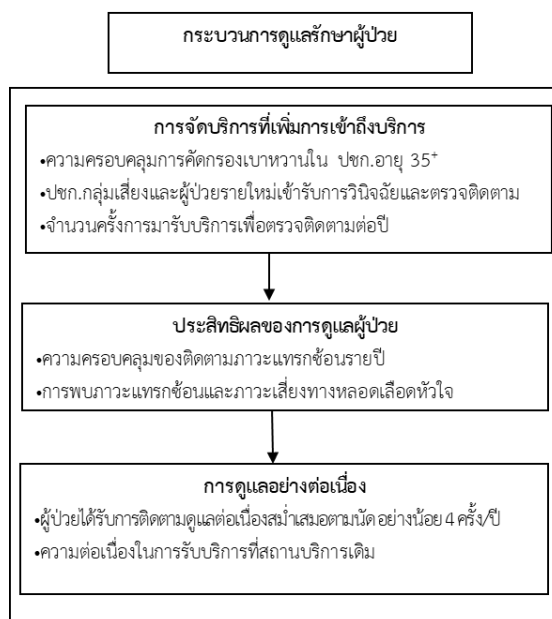 กระบวนการดูแลรักษาผู้ป่วย
การจัดบริการที่เพิ่มการเข้าถึงบริการ
•ความครอบคลุมการคัดกรองเบาหวานใน ปชก.อายุ 35⁺
•ปชก.กลุ่มเสี่ยงและผู้ป่วยรายใหม่เข้ารับการวินิจฉัยและตรวจติดตาม
•จำนวนครั้งการมารับบริการเพื่อตรวจติดตามต่อปี
ประสิทธิผลของการดูแลผู้ป่วย
•ความครอบคลุมของติดตามภาวะแทรกซ้อนรายปี
•การพบภาวะแทรกซ้อนและภาวะเสี่ยงทางหลอดเลือดหัวใจ
การดูแลอย่างต่อเนื่อง
•ผู้ป่วยได้รับการติดตามดูแลต่อเนื่องสม่ำเสมอตามนัด อย่างน้อย 4 ครั้ง/ปี
•ความต่อเนื่องในการรับบริการที่สถานบริการเดิม